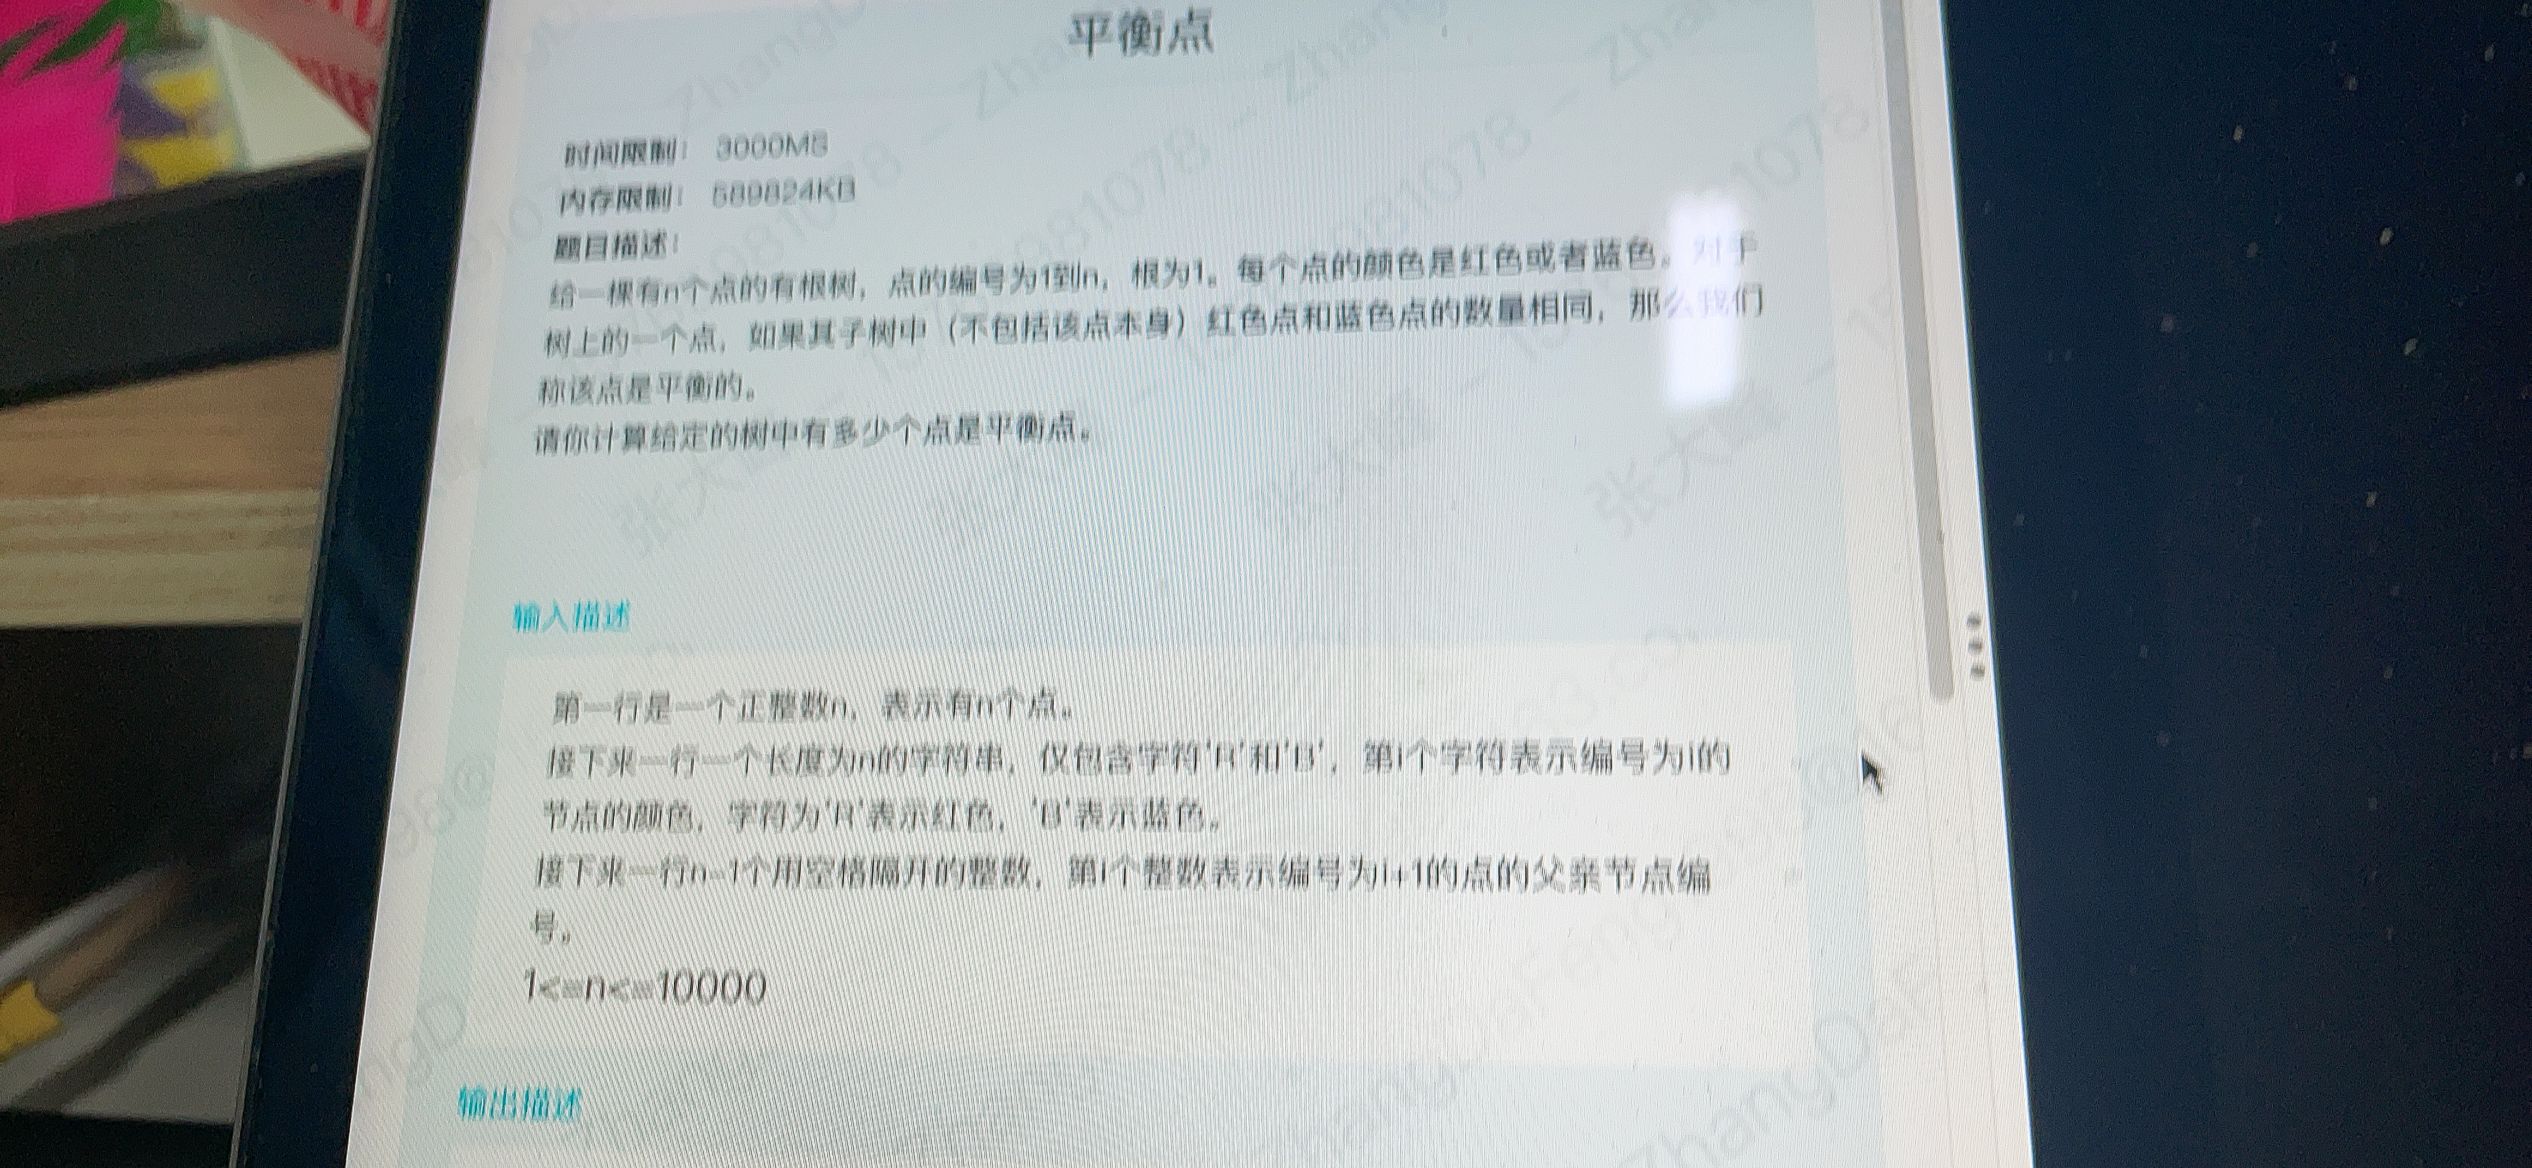 平衡点
时间限制： 3000MS
内存限制： 589824KB
题目描述：
给一棵有n个点的有根树，点的编号为1到n，根为1。每个点的颜色是红色或者蓝色。对于
树上的一个点，如果其子树中（不包括该点本身）红色点和蓝色点的数量相同，那么我们
称该点是平衡的。
请你计算给定的树中有多少个点是平衡点。
输入描述
第一行是一个正整数n，表示有n个点。
接下来一行一个长度为n的字符串，仅包含字符'R'和'B'，第i个字符表示编号为i的
节点的颜色，字符为'R'表示红色，'B'表示蓝色。
接下来一行n-1个用空格隔开的整数，第i个整数表示编号为i+1的点的父亲节点编
号。
1<=n<=10000
输出描述